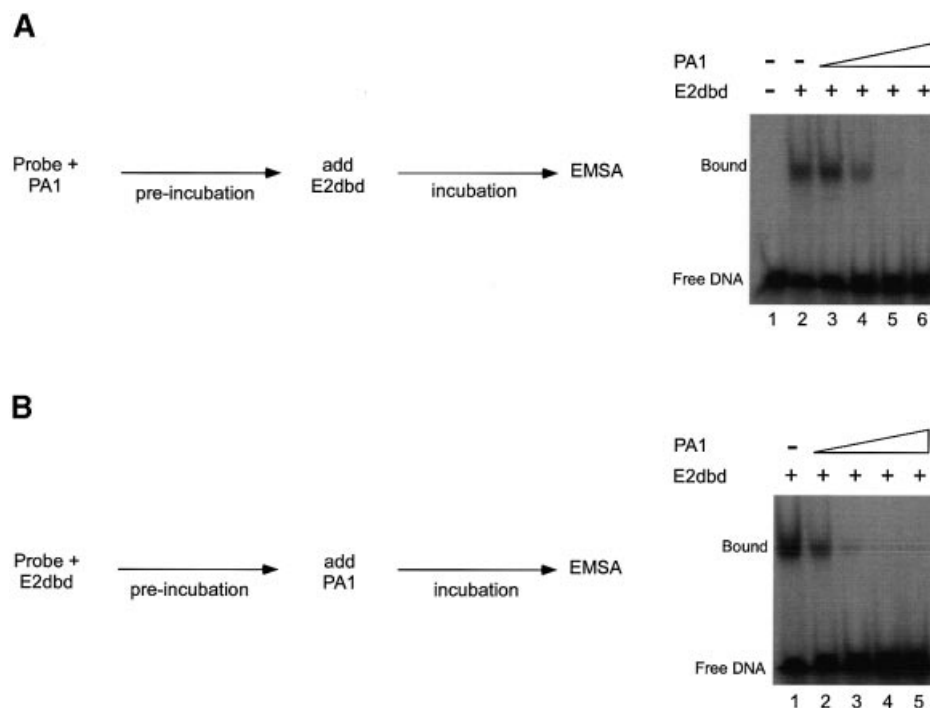 A
PA1 - -
E2dbd - + + + + +
Probe +
PA1
pre-incubation
add
E2dbd
incubation
EMSA
Bound
Free DNA
1 2 3 4 5 6
B
PA1 -
E2dbd + + + + +
Probe +
E2dbd
pre-incubation
add
PA1
incubation
EMSA
Bound
Free DNA
1 2 3 4 5